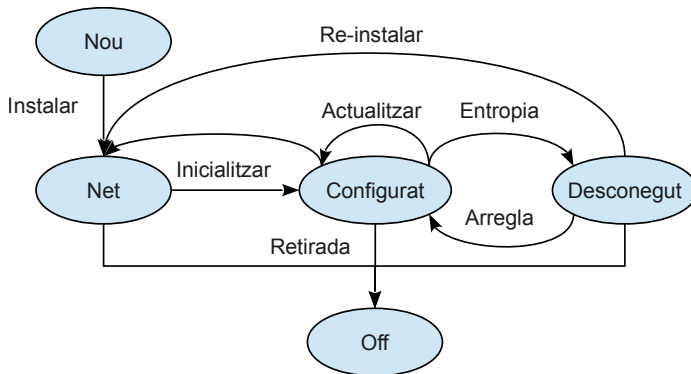 Nou
Re-instalar
Instalar
Actualitzar
Entropia
Inicialitzar
Net
Configurat
Desconegut
Arregla
Retirada
Off